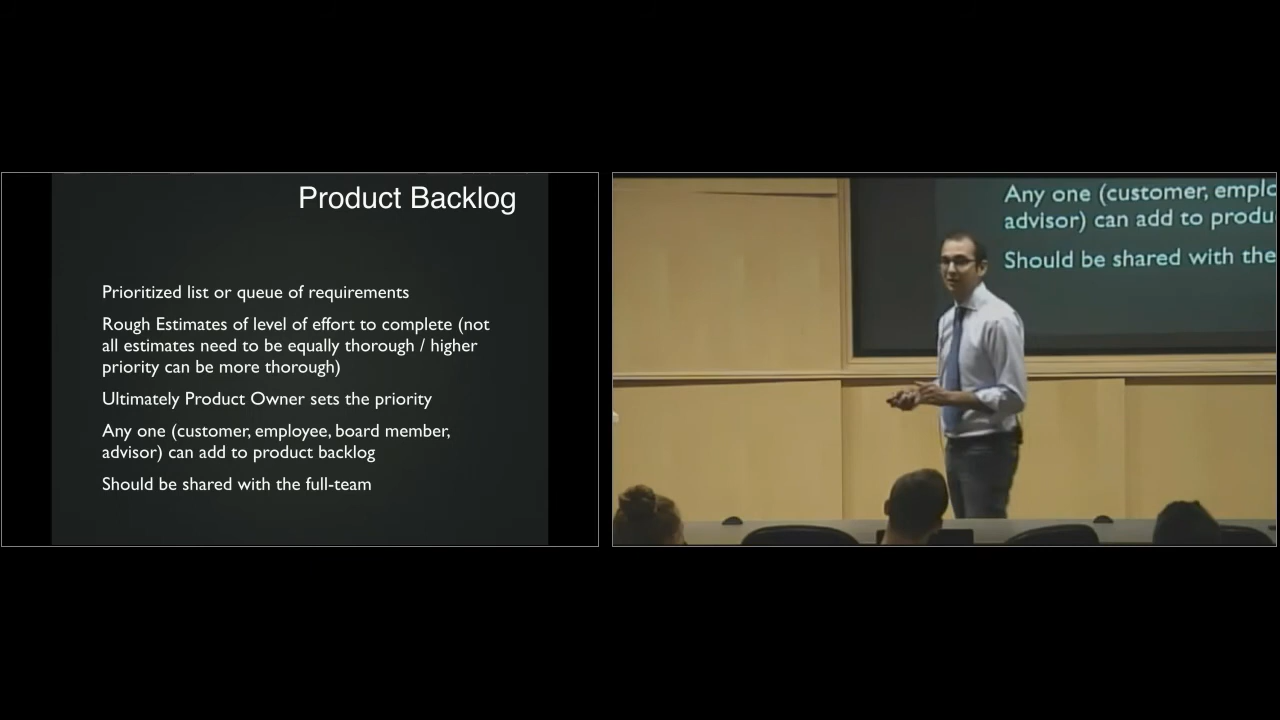 Product Backlog
Prioritized list or queue of requirements
Rough Estimates of level of effort to complete (not
all estimates need to be equally thorough / higher
priority can be more thorough)
Ultimately Product Owner sets the priority
Any one (customer, employee, board member,
advisor) can add to product backlog
Should be shared with the full-team
Any one (customer, emplo
advisor) can add to produ
Should be shared with the